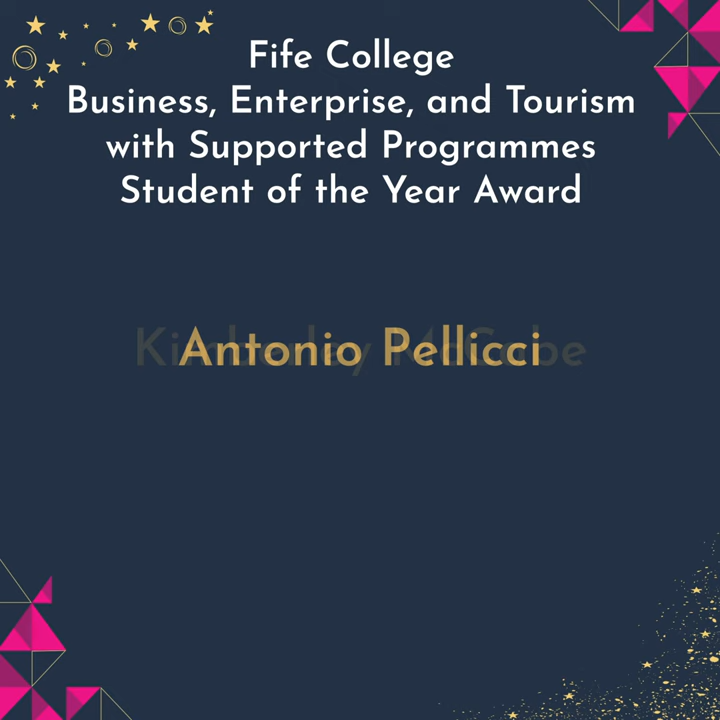 Fife College
Business, Enterprise, and Tourism
with Supported Programmes
Student of the Year Award
Antonio Pellicci